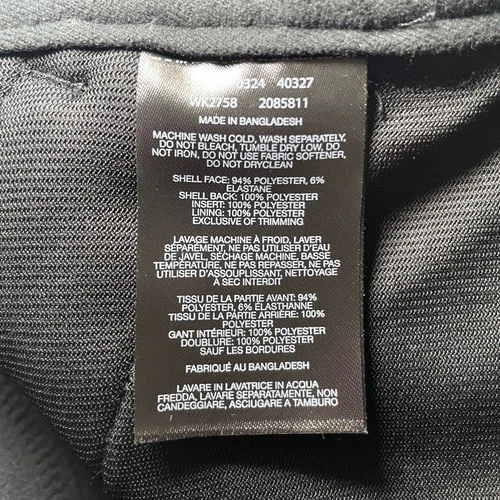 40327
WK2758 2085811
MADE IN BANGLADESH
MACHINE WASH COLD, WASH SEPARATELY,
DO NOT BLEACH, TUMBLE DRY LOW, DO
NOT IRON, DO NOT USE FABRIC SOFTENER,
DO NOT DRYCLEAN
SHELL FACE: 94% POLYESTER, 6%
ELASTANE
SHELL BACK: 100% POLYESTER
INSERT: 100% POLYESTER
LINING: 100% POLYESTER
EXCLUSIVE OF TRIMMING
LAVAGE MACHINE À FROID, LAVER
SÉPARÉMENT, NE PAS UTILISER D'EAU
DE JAVEL, SÉCHAGE MACHINE, BASSE
TEMPÉRATURE, NE PAS REPASSER, NE PAS
UTILISER D'ASSOUPLISSANT, NETTOYAGE
À SEC INTERDIT
TISSU DE LA PARTIE AVANT: 94%
POLYESTER, 6% ÉLASTHANNE
TISSU DE LA PARTIE ARRIÈRE: 100%
POLYESTER
GANT INTÉRIEUR: 100% POLYESTER
DOUBLURE: 100% POLYESTER
SAUF LES BORDURES
FABRIQUÉ AU BANGLADESH
LAVARE IN LAVATRICE IN ACQUA
FREDDA, LAVARE SEPARATAMENTE, NON
CANDEGGIARE, ASCIUGARE A TAMBURO